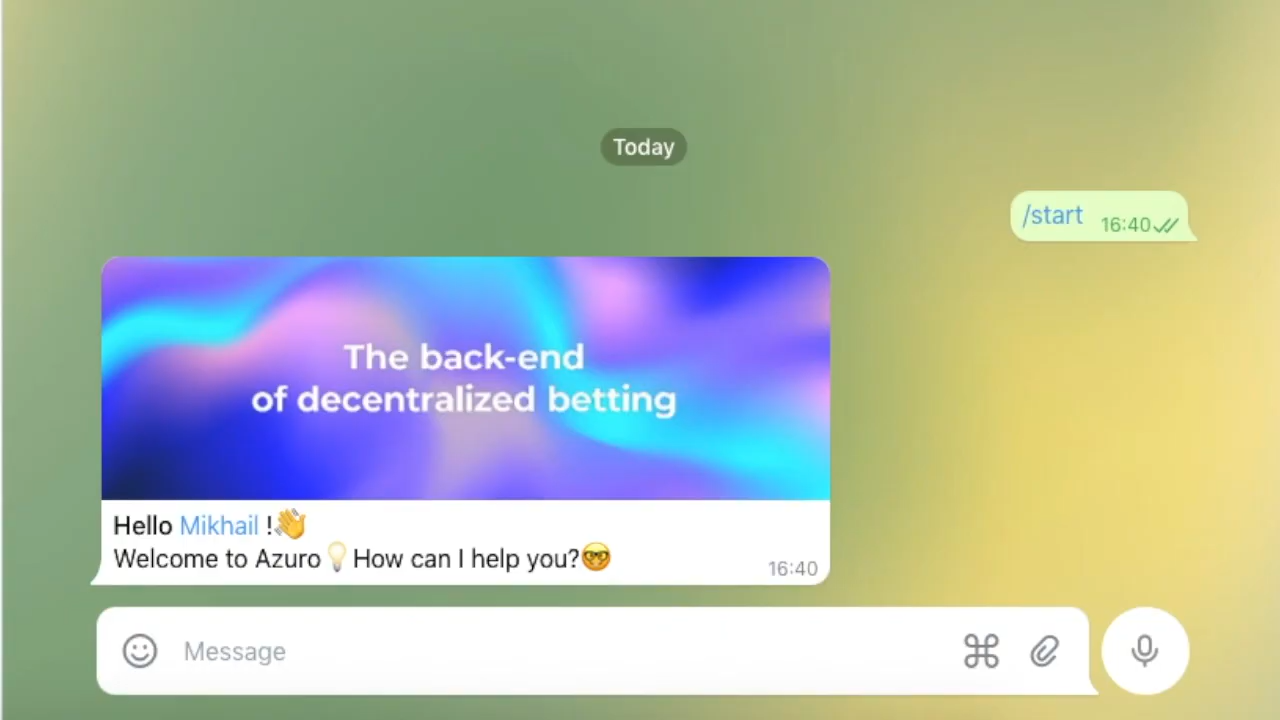 Today
/start 16:40
The back-end
of decentralized betting
Hello Mikhail !👋
Welcome to Azuro💡How can I help you?🤓
16:40
Message